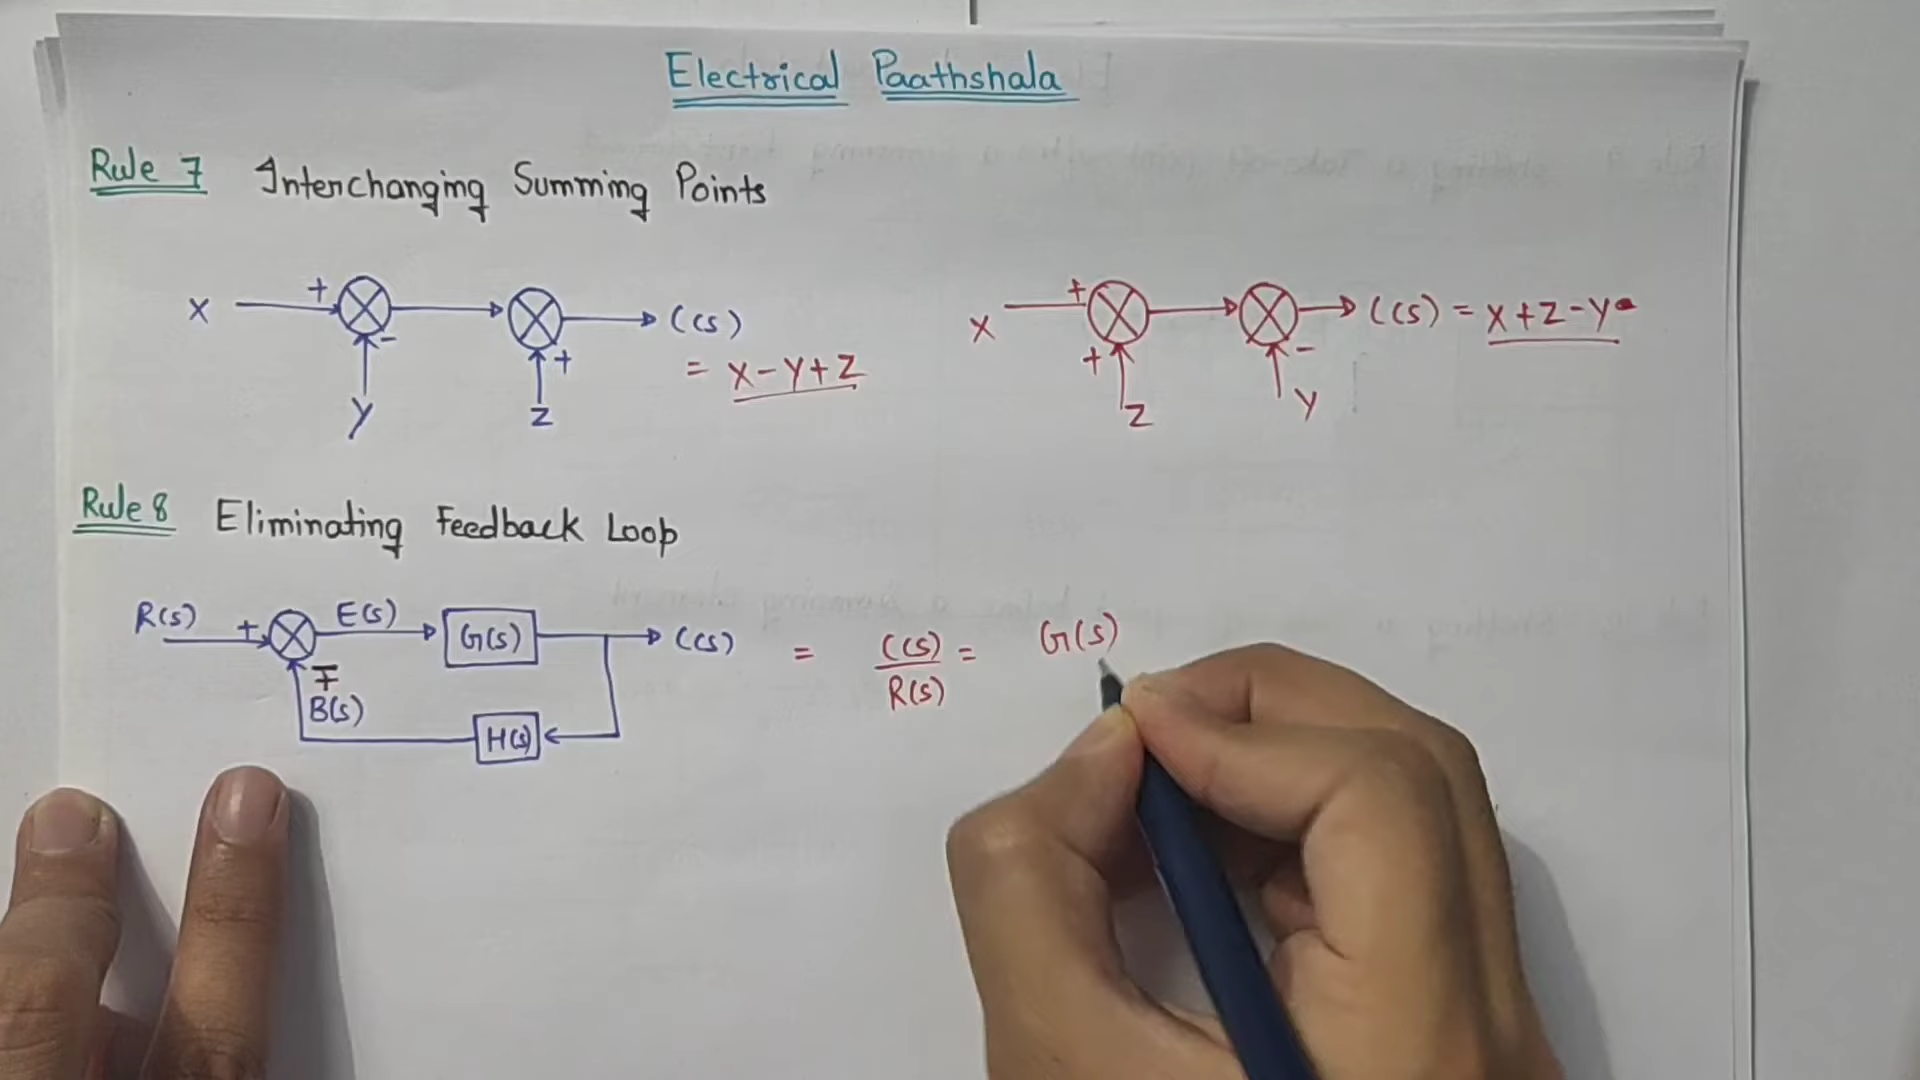 Electrical Paathshala
Rule 7 Interchanging Summing Points
X + - Y + Z C(s)
= X-Y+Z
X + + Z - Y C(s) = X+Z-Y
Rule 8 Eliminating Feedback Loop
R(s) + E(s) G(s) C(s) = C(s)/R(s) = G(s)
∓
B(s)
H(s)